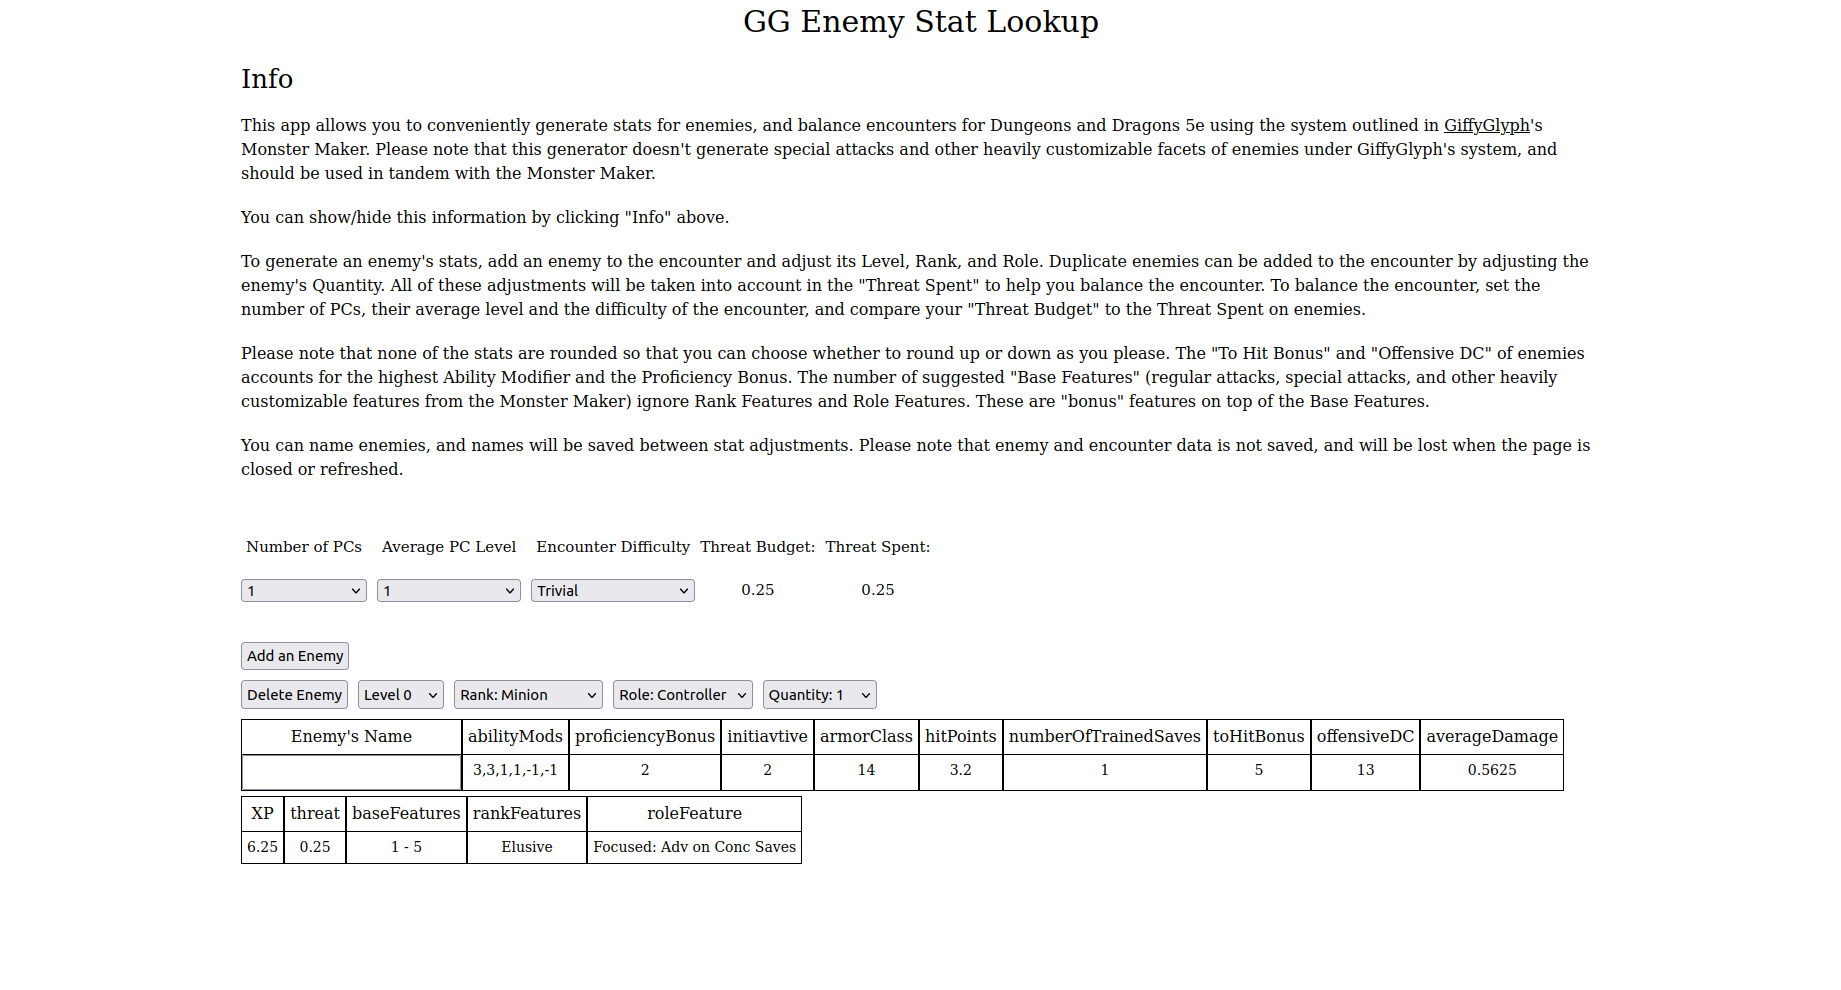 GG Enemy Stat Lookup
Info
This app allows you to conveniently generate stats for enemies, and balance encounters for Dungeons and Dragons 5e using the system outlined in GiffyGlyph's
Monster Maker. Please note that this generator doesn't generate special attacks and other heavily customizable facets of enemies under GiffyGlyph's system, and
should be used in tandem with the Monster Maker.
You can show/hide this information by clicking "Info" above.
To generate an enemy's stats, add an enemy to the encounter and adjust its Level, Rank, and Role. Duplicate enemies can be added to the encounter by adjusting the
enemy's Quantity. All of these adjustments will be taken into account in the "Threat Spent" to help you balance the encounter. To balance the encounter, set the
number of PCs, their average level and the difficulty of the encounter, and compare your "Threat Budget" to the Threat Spent on enemies.
Please note that none of the stats are rounded so that you can choose whether to round up or down as you please. The "To Hit Bonus" and "Offensive DC" of enemies
accounts for the highest Ability Modifier and the Proficiency Bonus. The number of suggested "Base Features" (regular attacks, special attacks, and other heavily
customizable features from the Monster Maker) ignore Rank Features and Role Features. These are "bonus" features on top of the Base Features.
You can name enemies, and names will be saved between stat adjustments. Please note that enemy and encounter data is not saved, and will be lost when the page is
closed or refreshed.
Number of PCs Average PC Level Encounter Difficulty Threat Budget: Threat Spent:
1 1 Trivial 0.25 0.25
Add an Enemy
Delete Enemy Level 0 Rank: Minion Role: Controller Quantity: 1
Enemy's Name abilityMods proficiencyBonus initiavtive armorClass hitPoints numberOfTrainedSaves toHitBonus offensiveDC averageDamage
3,3,1,1,-1,-1 2 2 14 3.2 1 5 13 0.5625
XP threat baseFeatures rankFeatures roleFeature
6.25 0.25 1 - 5 Elusive Focused: Adv on Conc Saves